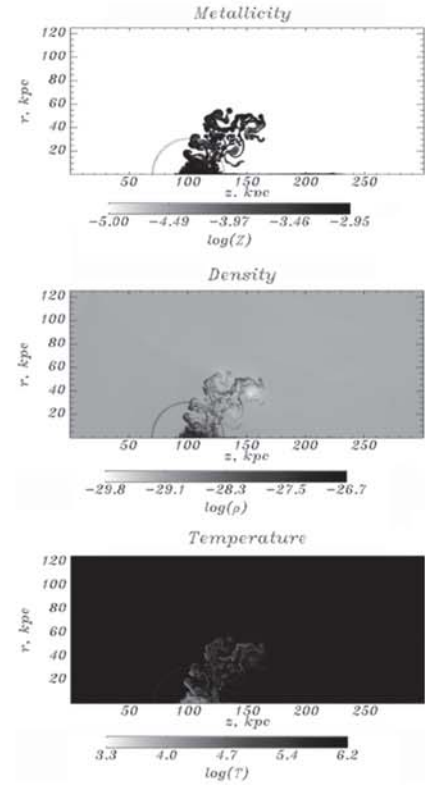 Metallicity
120
100
80
60
40
20
r, kpc
50 100 150 200 250
z, kpc
-5.00 -4.49 -3.97 -3.46 -2.95
log(Z)
Density
120
100
80
60
40
20
r, kpc
50 100 150 200 250
z, kpc
-29.8 -29.1 -28.3 -27.5 -26.7
log(ρ)
Temperature
120
100
80
60
40
20
r, kpc
50 100 150 200 250
z, kpc
3.3 4.0 4.7 5.4 6.2
log(T)